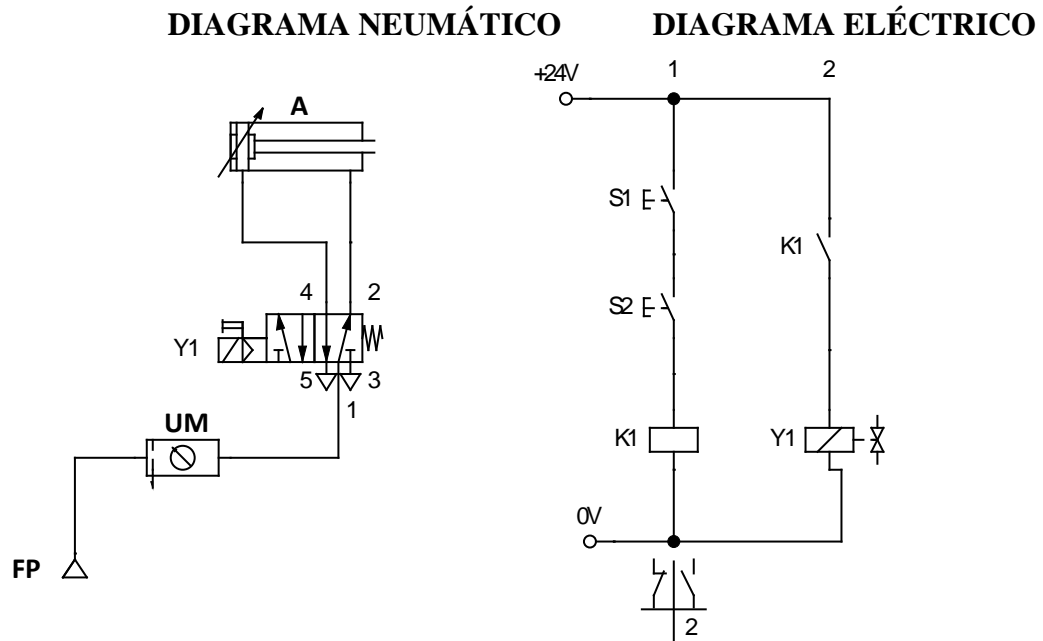 DIAGRAMA NEUMÁTICO DIAGRAMA ELÉCTRICO
+24V 1 2
A
S1
K1
4 2
S2
Y1
5 3
1
UM
K1 Y1
0V
FP
2